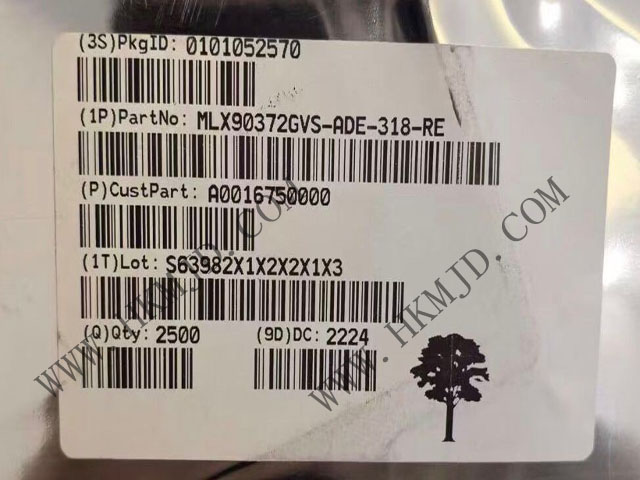 (3S)PkgID: 0101052570
(1P)PartNo: MLX90372GVS-ADE-318-RE
(P)CustPart: A0016750000
(1T)Lot: S63982X1X2X2X1X3
(Q)Qty: 2500 (9D)DC: 2224
WWW.HKMJD.COM
WWW.HKMJD.COM